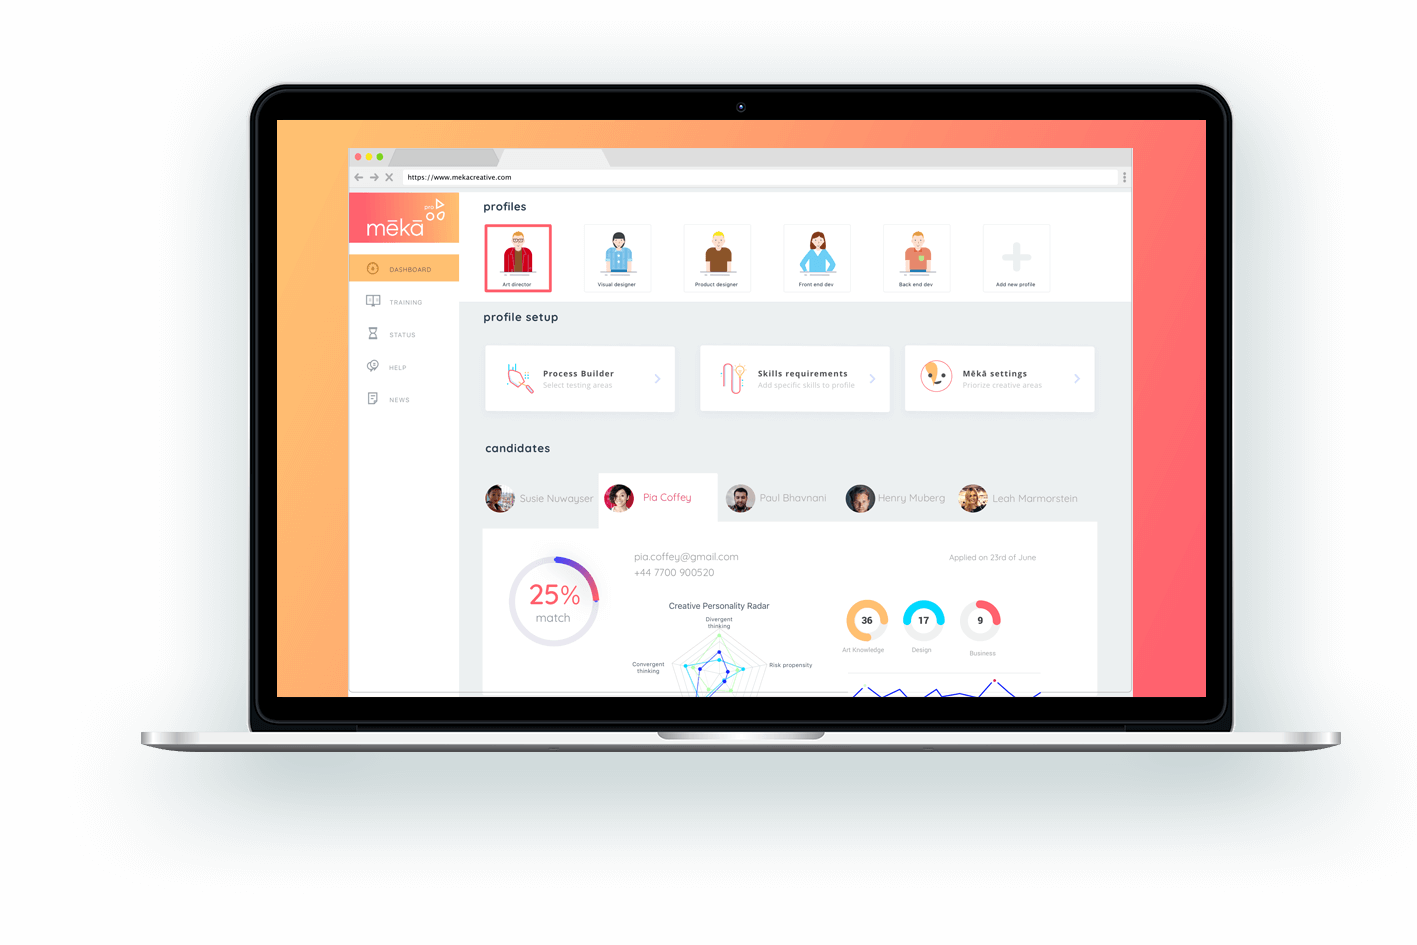 https://www.mekacreative.com
pro
mēkā
DASHBOARD
TRAINING
STATUS
HELP
NEWS
profiles
Art director
Visual designer
Product designer
Front end dev
Back end dev
Add new profile
profile setup
Process Builder
Select testing areas
Skills requirements
Add specific skills to profile
Mēkā settings
Priorize creative areas
candidates
Susie Nuwayser
Pia Coffey
Paul Bhavnani
Henry Muberg
Leah Marmorstein
25%
match
pia.coffey@gmail.com
+44 7700 900520
Applied on 23rd of June
Creative Personality Radar
Divergent
thinking
Convergent
thinking
Risk propensity
36
Art Knowledge
17
Design
9
Business